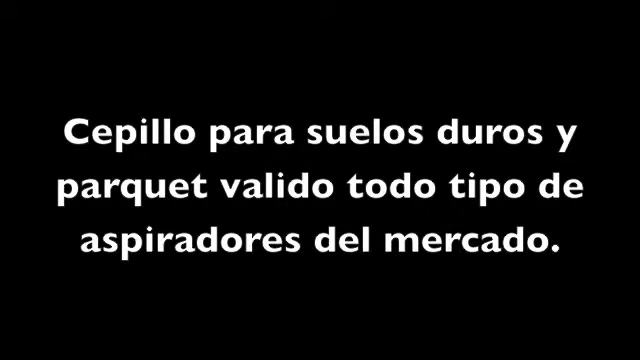 Cepillo para suelos duros y
parquet valido todo tipo de
aspiradores del mercado.